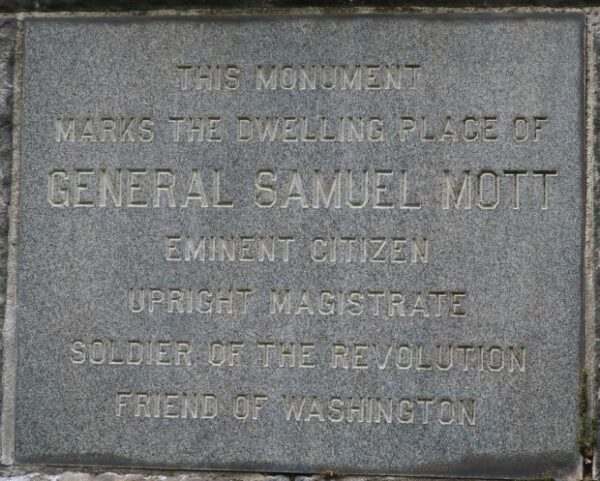 THIS MONUMENT
MARKS THE DWELLING PLACE OF
GENERAL SAMUEL MOTT
EMINENT CITIZEN
UPRIGHT MAGISTRATE
SOLDIER OF THE REVOLUTION
FRIEND OF WASHINGTON